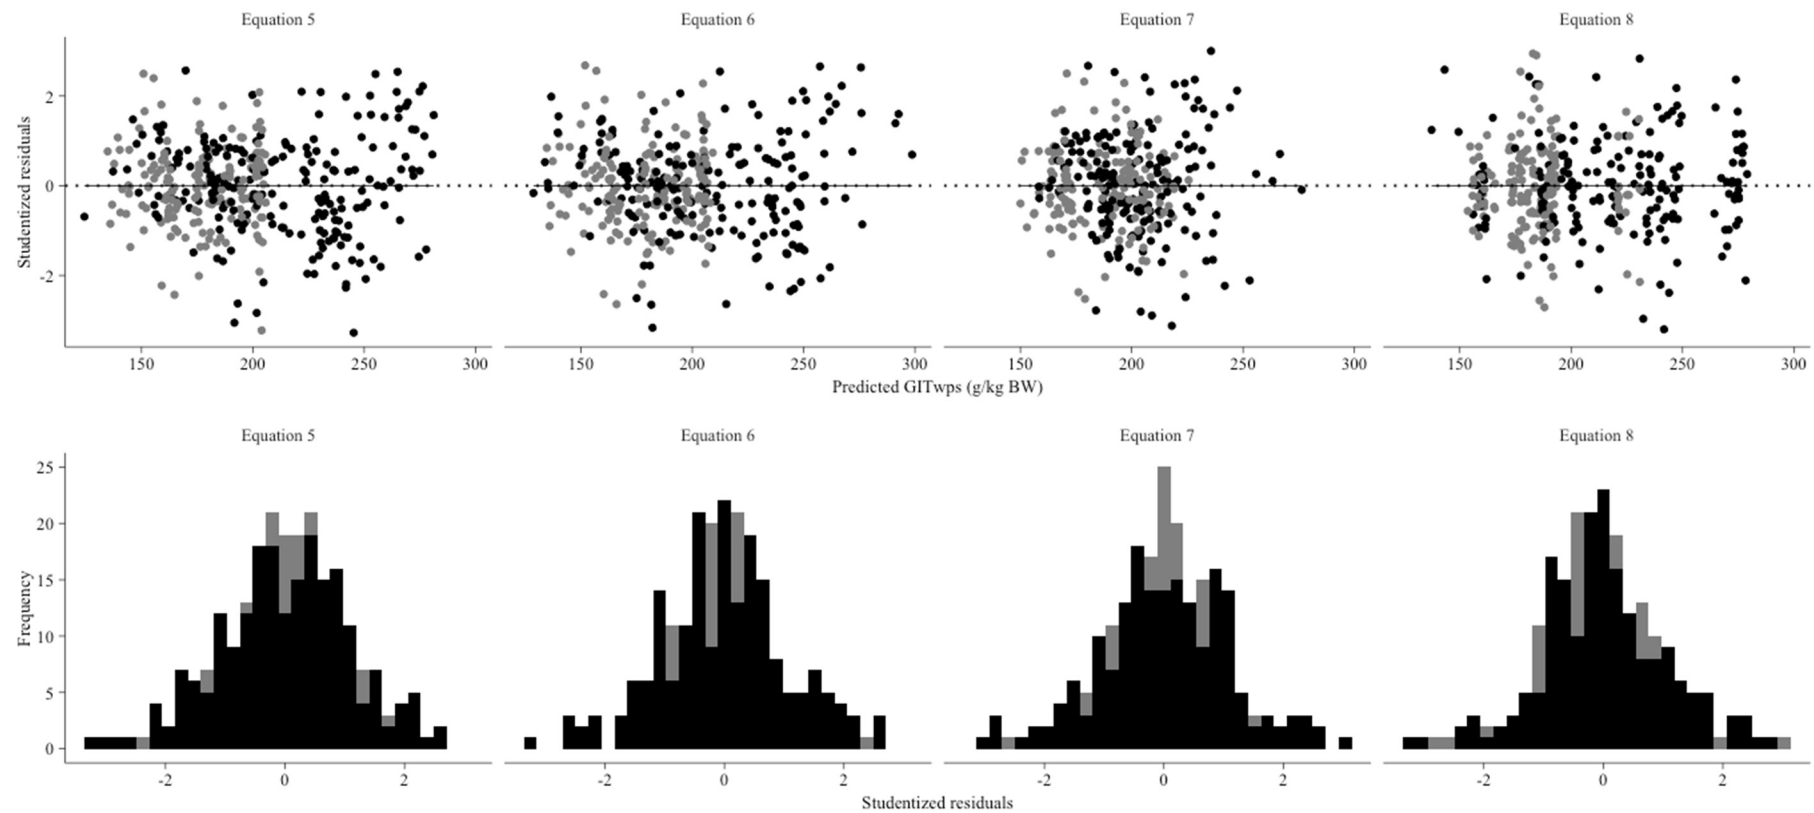 Equation 5 Equation 6 Equation 7 Equation 8
Studentized residuals
2
0
-2
150 200 250 300 150 200 250 300 150 200 250 300 150 200 250 300
Predicted GITwps (g/kg BW)
Equation 5 Equation 6 Equation 7 Equation 8
Frequency
25
20
15
10
5
0
-2 0 2 -2 0 2 -2 0 2 -2 0 2
Studentized residuals